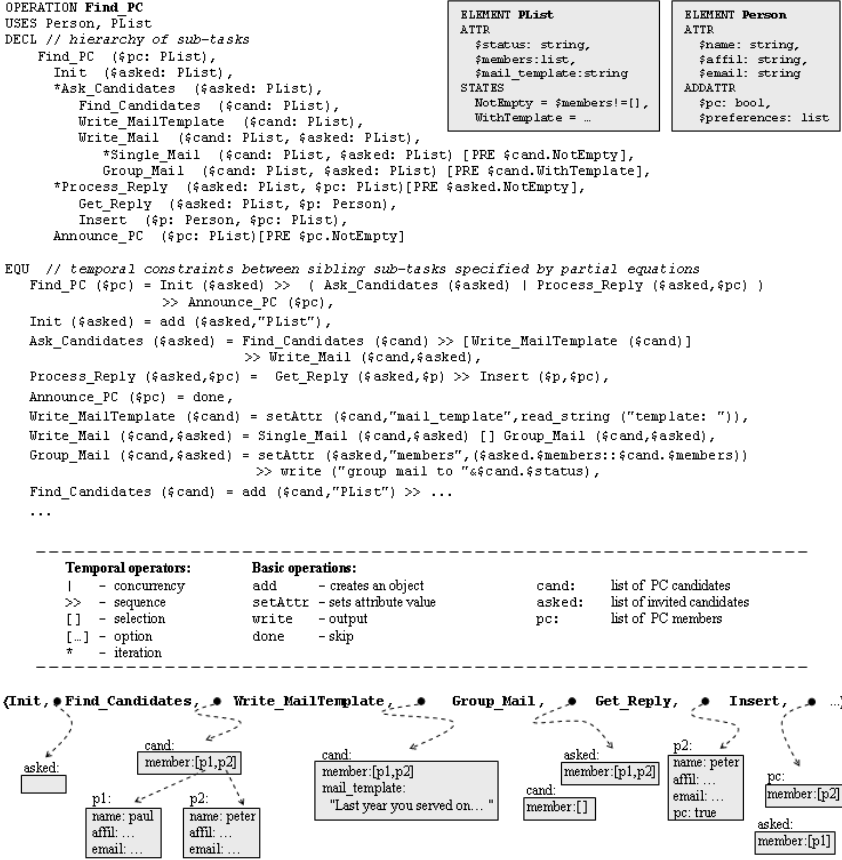 OPERATION Find_PC
USES Person, PList
DECL // hierarchy of sub-tasks
Find_PC ($pc: PList),
Init ($asked: PList),
*Ask_Candidates ($asked: PList),
Find_Candidates ($cand: PList),
Write_MailTemplate ($cand: PList),
Write_Mail ($cand: PList, $asked: PList),
*Single_Mail ($cand: PList, $asked: PList) [PRE $cand.NotEmpty],
Group_Mail ($cand: PList, $asked: PList) [PRE $cand.WithTemplate],
*Process_Reply ($asked: PList, $pc: PList)[PRE $asked.NotEmpty],
Get_Reply ($asked: PList, $p: Person),
Insert ($p: Person, $pc: PList),
Announce_PC ($pc: PList)[PRE $pc.NotEmpty]
ELEMENT PList
ATTR
$status: string,
$members:list,
$mail_template:string
STATES
NotEmpty = $members!=[],
WithTemplate = …
ELEMENT Person
ATTR
$name: string,
$affil: string,
$email: string
ADDATTR
$pc: bool,
$preferences: list
EQU // temporal constraints between sibling sub-tasks specified by partial equations
Find_PC ($pc) = Init ($asked) >> ( Ask_Candidates ($asked) | Process_Reply ($asked,$pc) )
>> Announce_PC ($pc),
Init ($asked) = add ($asked,"PList"),
Ask_Candidates ($asked) = Find_Candidates ($cand) >> [Write_MailTemplate ($cand)]
>> Write_Mail ($cand,$asked),
Process_Reply ($asked,$pc) = Get_Reply ($asked,$p) >> Insert ($p,$pc),
Announce_PC ($pc) = done,
Write_MailTemplate ($cand) = setAttr ($cand,"mail_template",read_string ("template: ")),
Write_Mail ($cand,$asked) = Single_Mail ($cand,$asked) [] Group_Mail ($cand,$asked),
Group_Mail ($cand,$asked) = setAttr ($asked,"members",($asked.$members::$cand.$members))
>> write ("group mail to "&$cand.$status),
Find_Candidates ($cand) = add ($cand,"PList") >> ...
...
Temporal operators: Basic operations:
| – concurrency add – creates an object cand: list of PC candidates
>> – sequence setAttr – sets attribute value asked: list of invited candidates
[] – selection write – output pc: list of PC members
[…] – option done – skip
* – iteration
{Init, Find_Candidates, Write_MailTemplate, Group_Mail, Get_Reply, Insert, …}
asked:
cand:
member:[p1,p2]
p1:
name: paul
affil: …
email: …
p2:
name: peter
affil: …
email: …
cand:
member:[p1,p2]
mail_template:
"Last year you served on… "
asked:
member:[p1,p2]
cand:
member:[]
p2:
name: peter
affil: …
email: …
pc: true
pc:
member:[p2]
asked:
member:[p1]